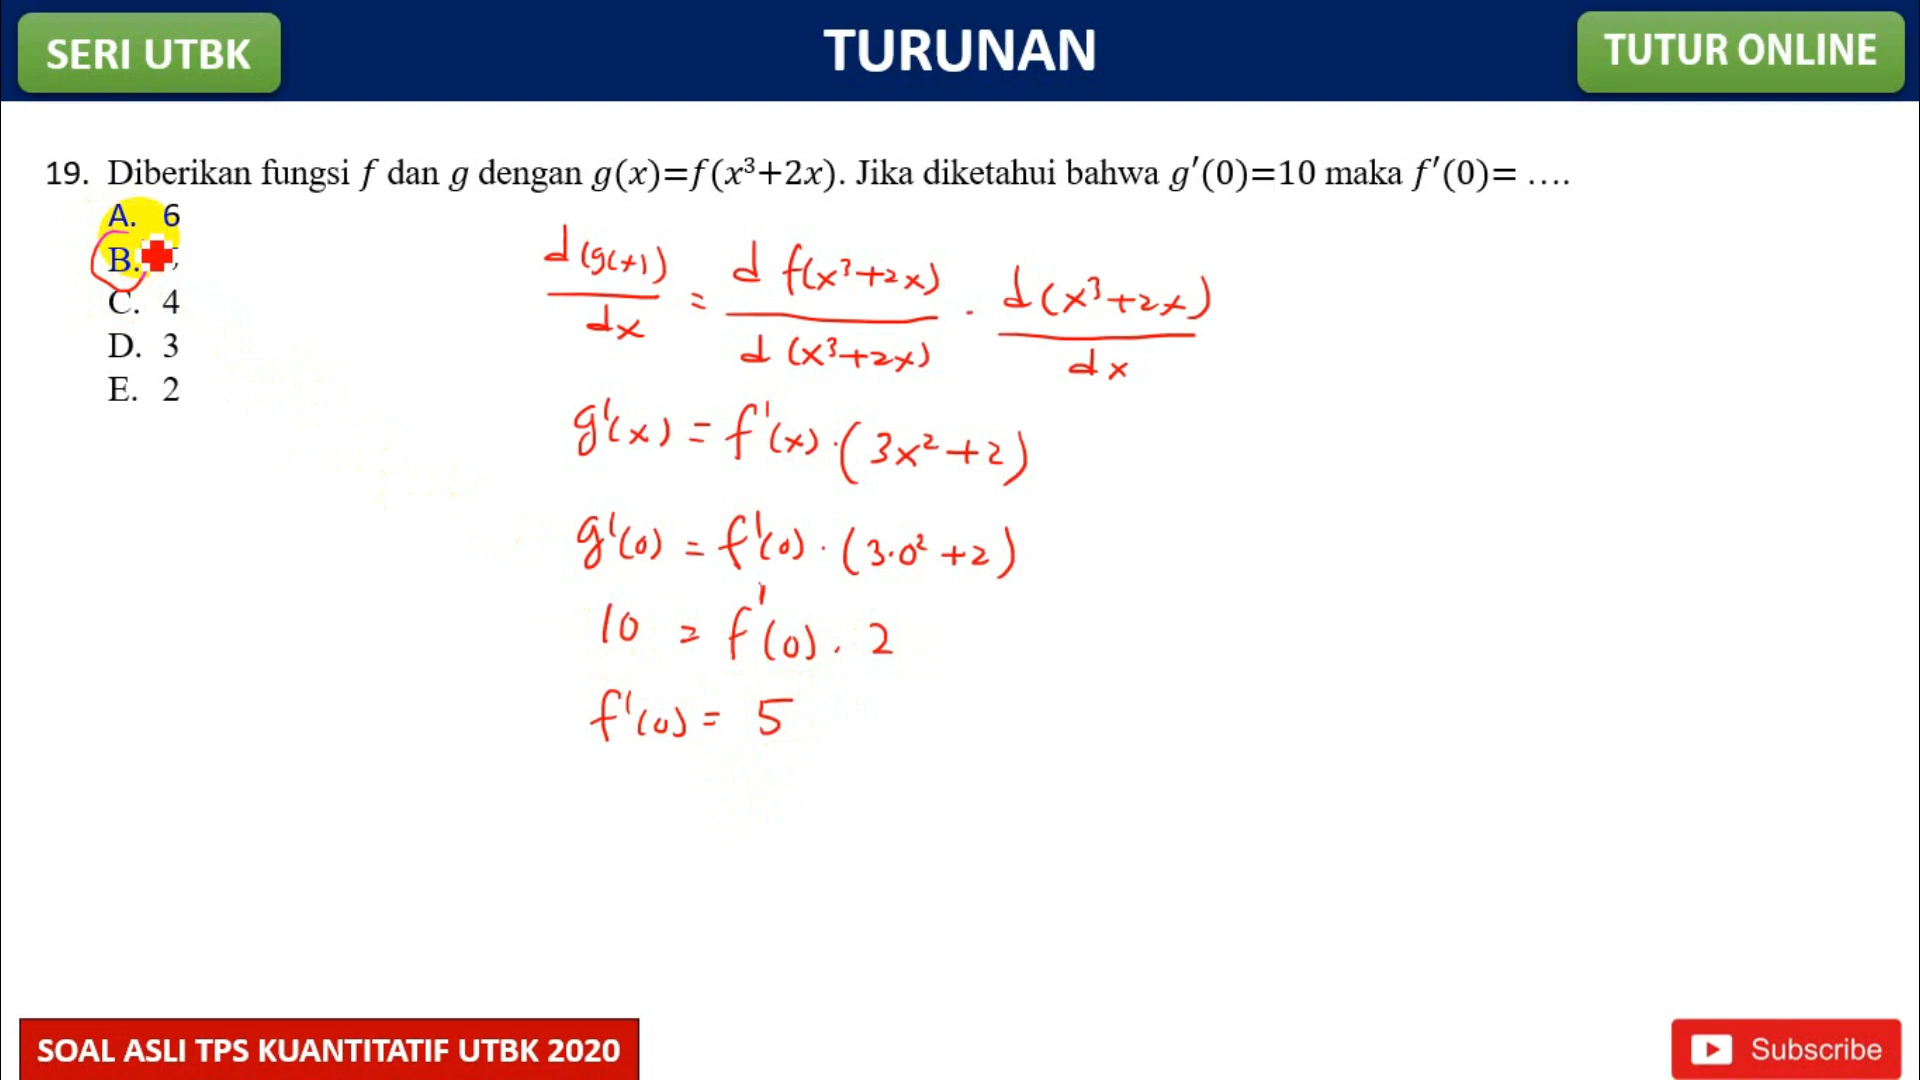 SERI UTBK
TURUNAN
TUTUR ONLINE
19. Diberikan fungsi f dan g dengan g(x)=f(x³+2x). Jika diketahui bahwa g′(0)=10 maka f′(0)= ....
A. 6
B.
C. 4
D. 3
E. 2
d(g(x)) / dx = d f(x³+2x) / d(x³+2x) · d(x³+2x) / dx
g'(x) = f'(x) · (3x²+2)
g'(0) = f'(0) · (3·0²+2)
10 = f'(0) . 2
f'(0) = 5
SOAL ASLI TPS KUANTITATIF UTBK 2020
Subscribe